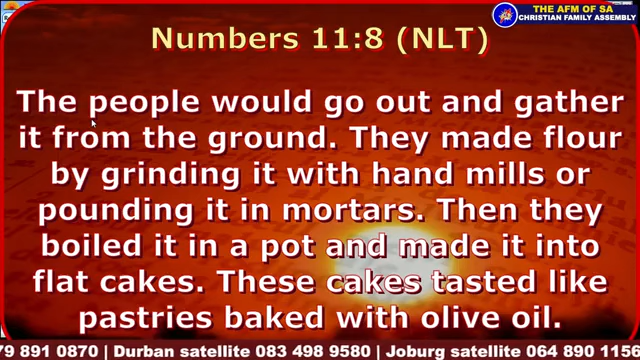 THE AFM OF SA
CHRISTIAN FAMILY ASSEMBLY
Numbers 11:8 (NLT)
The people would go out and gather
it from the ground. They made flour
by grinding it with hand mills or
pounding it in mortars. Then they
boiled it in a pot and made it into
flat cakes. These cakes tasted like
pastries baked with olive oil.
79 891 0870 | Durban satellite 083 498 9580 | Joburg satellite 064 890 1156